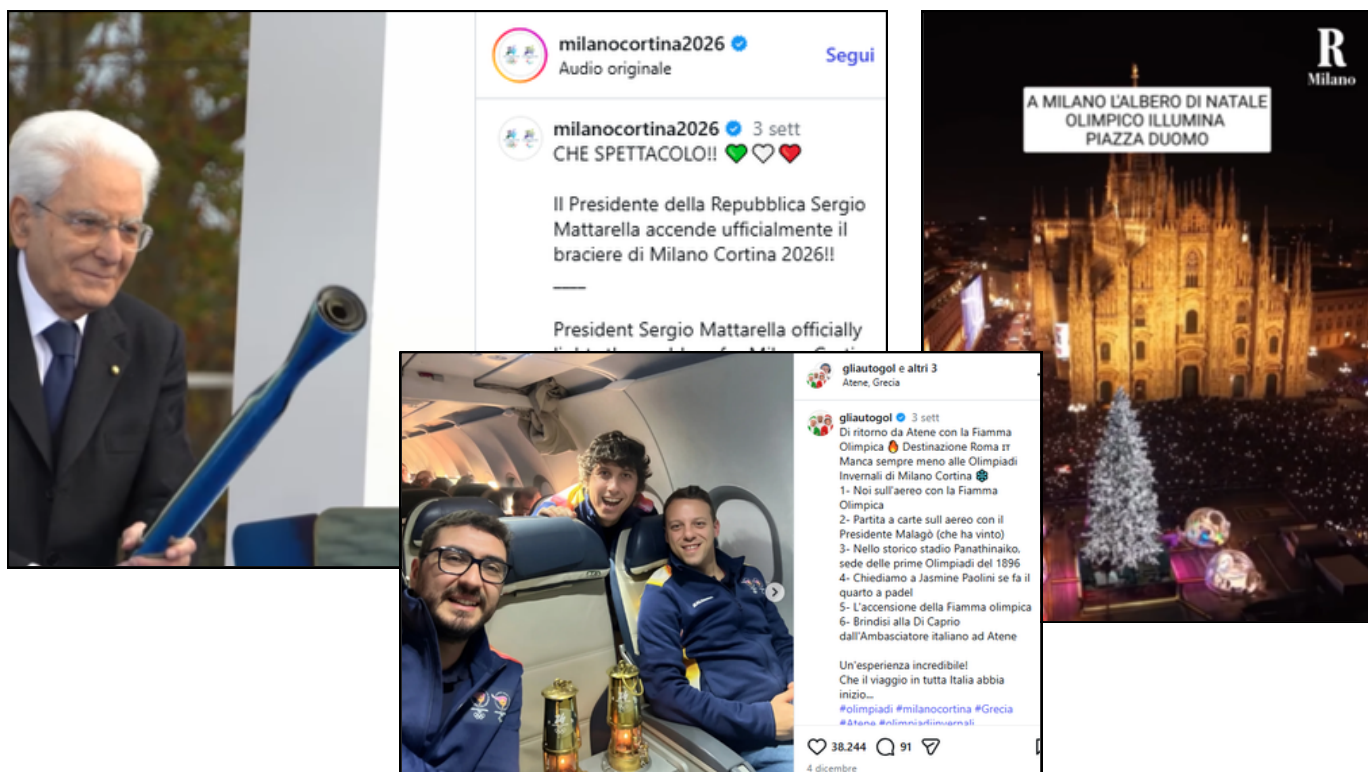 milanocortina2026
Audio originale
Segui
milanocortina2026 3 sett
CHE SPETTACOLO!! 💚🤍❤️
Il Presidente della Repubblica Sergio
Mattarella accende ufficialmente il
braciere di Milano Cortina 2026!!
____
President Sergio Mattarella officially
R
Milano
A MILANO L'ALBERO DI NATALE
OLIMPICO ILLUMINA
PIAZZA DUOMO
gliautogol e altri 3
Atene, Grecia
gliautogol 3 sett
Di ritorno da Atene con la Fiamma
Olimpica 🔥 Destinazione Roma IT
Manca sempre meno alle Olimpiadi
Invernali di Milano Cortina ❄️
1- Noi sull'aereo con la Fiamma
Olimpica
2- Partita a carte sull aereo con il
Presidente Malagò (che ha vinto)
3- Nello storico stadio Panathinaiko,
sede delle prime Olimpiadi del 1896
4- Chiediamo a Jasmine Paolini se fa il
quarto a padel
5- L'accensione della Fiamma olimpica
6- Brindisi alla Di Caprio
dall'Ambasciatore italiano ad Atene
Un'esperienza incredibile!
Che il viaggio in tutta Italia abbia
inizio...
#olimpiadi #milanocortina #Grecia
#Atene #olimpiadiinvernali
38.244 91
4 dicembre